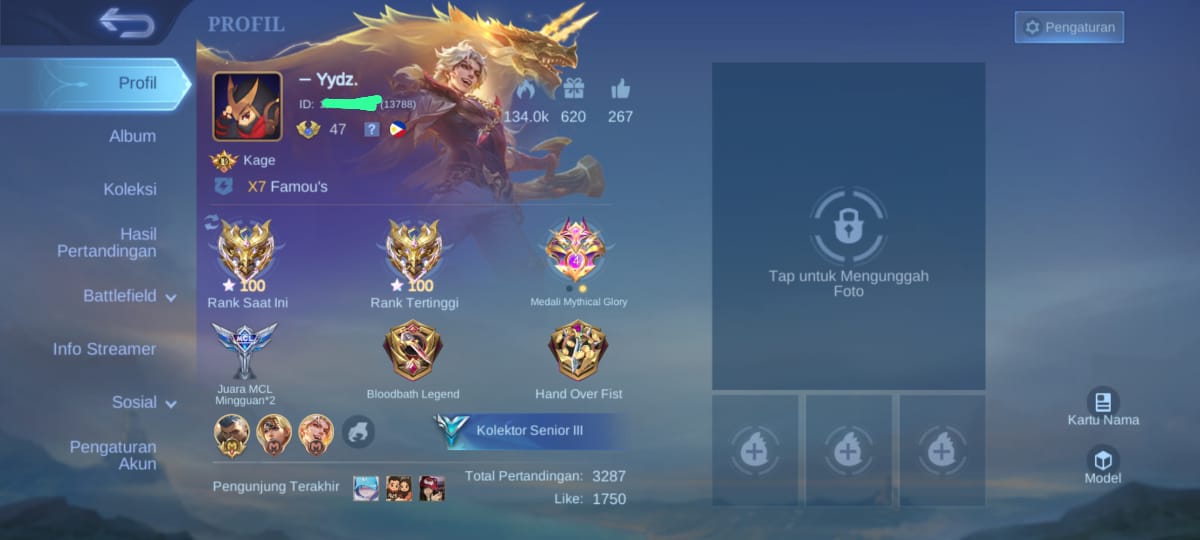 PROFIL
Pengaturan
Profil
Album
Koleksi
Hasil
Pertandingan
Battlefield
Info Streamer
Sosial
Pengaturan
Akun
– Yydz.
ID: (13788)
47 ?
Kage
X7 Famou's
134.0k 620 267
100
Rank Saat Ini
100
Rank Tertinggi
4
Medali Mythical Glory
MCL
Juara MCL
Mingguan*2
Bloodbath Legend
Hand Over Fist
Kolektor Senior III
Pengunjung Terakhir
Total Pertandingan: 3287
Like: 1750
Tap untuk Mengunggah
Foto
Kartu Nama
Model